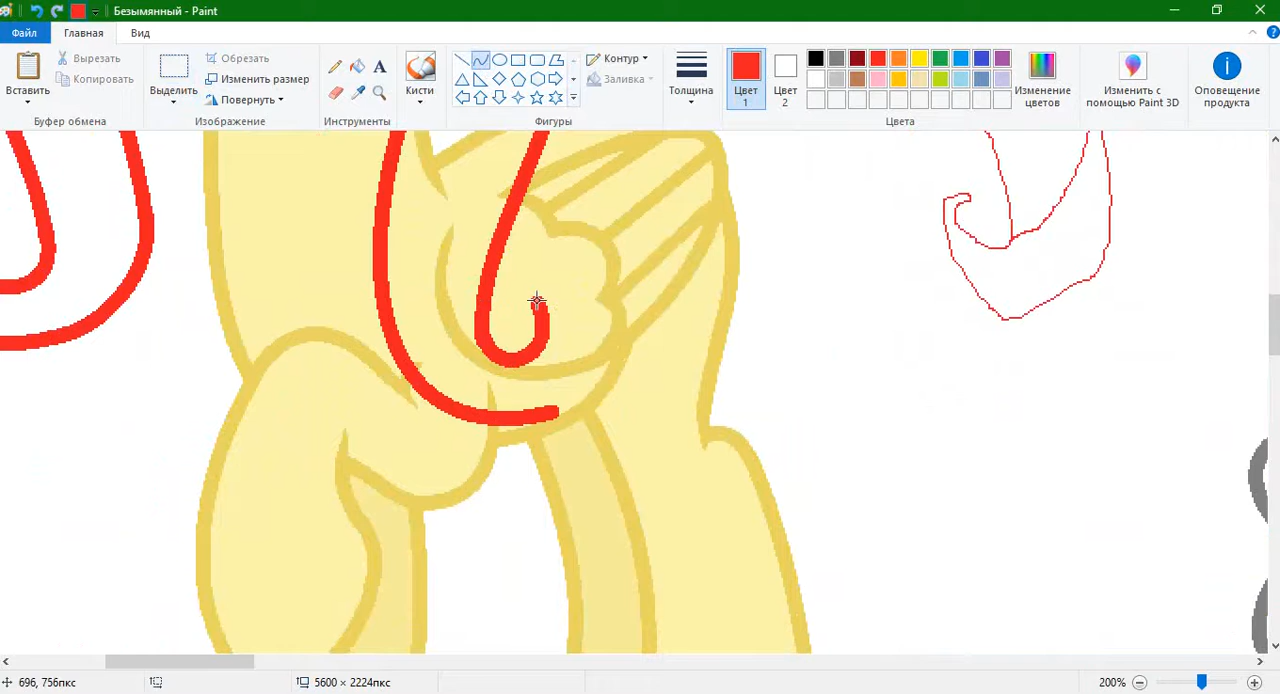 Безымянный - Paint
Файл Главная Вид
Вставить
Вырезать
Копировать
Буфер обмена
Выделить
Обрезать
Изменить размер
Повернуть
Изображение
A
Инструменты
Кисти
Контур
Заливка
Фигуры
Толщина
Цвет
1
Цвет
2
Изменение
цветов
Цвета
Изменить с
помощью Paint 3D
Оповещение
продукта
696, 756пкс
5600 × 2224пкс
200%